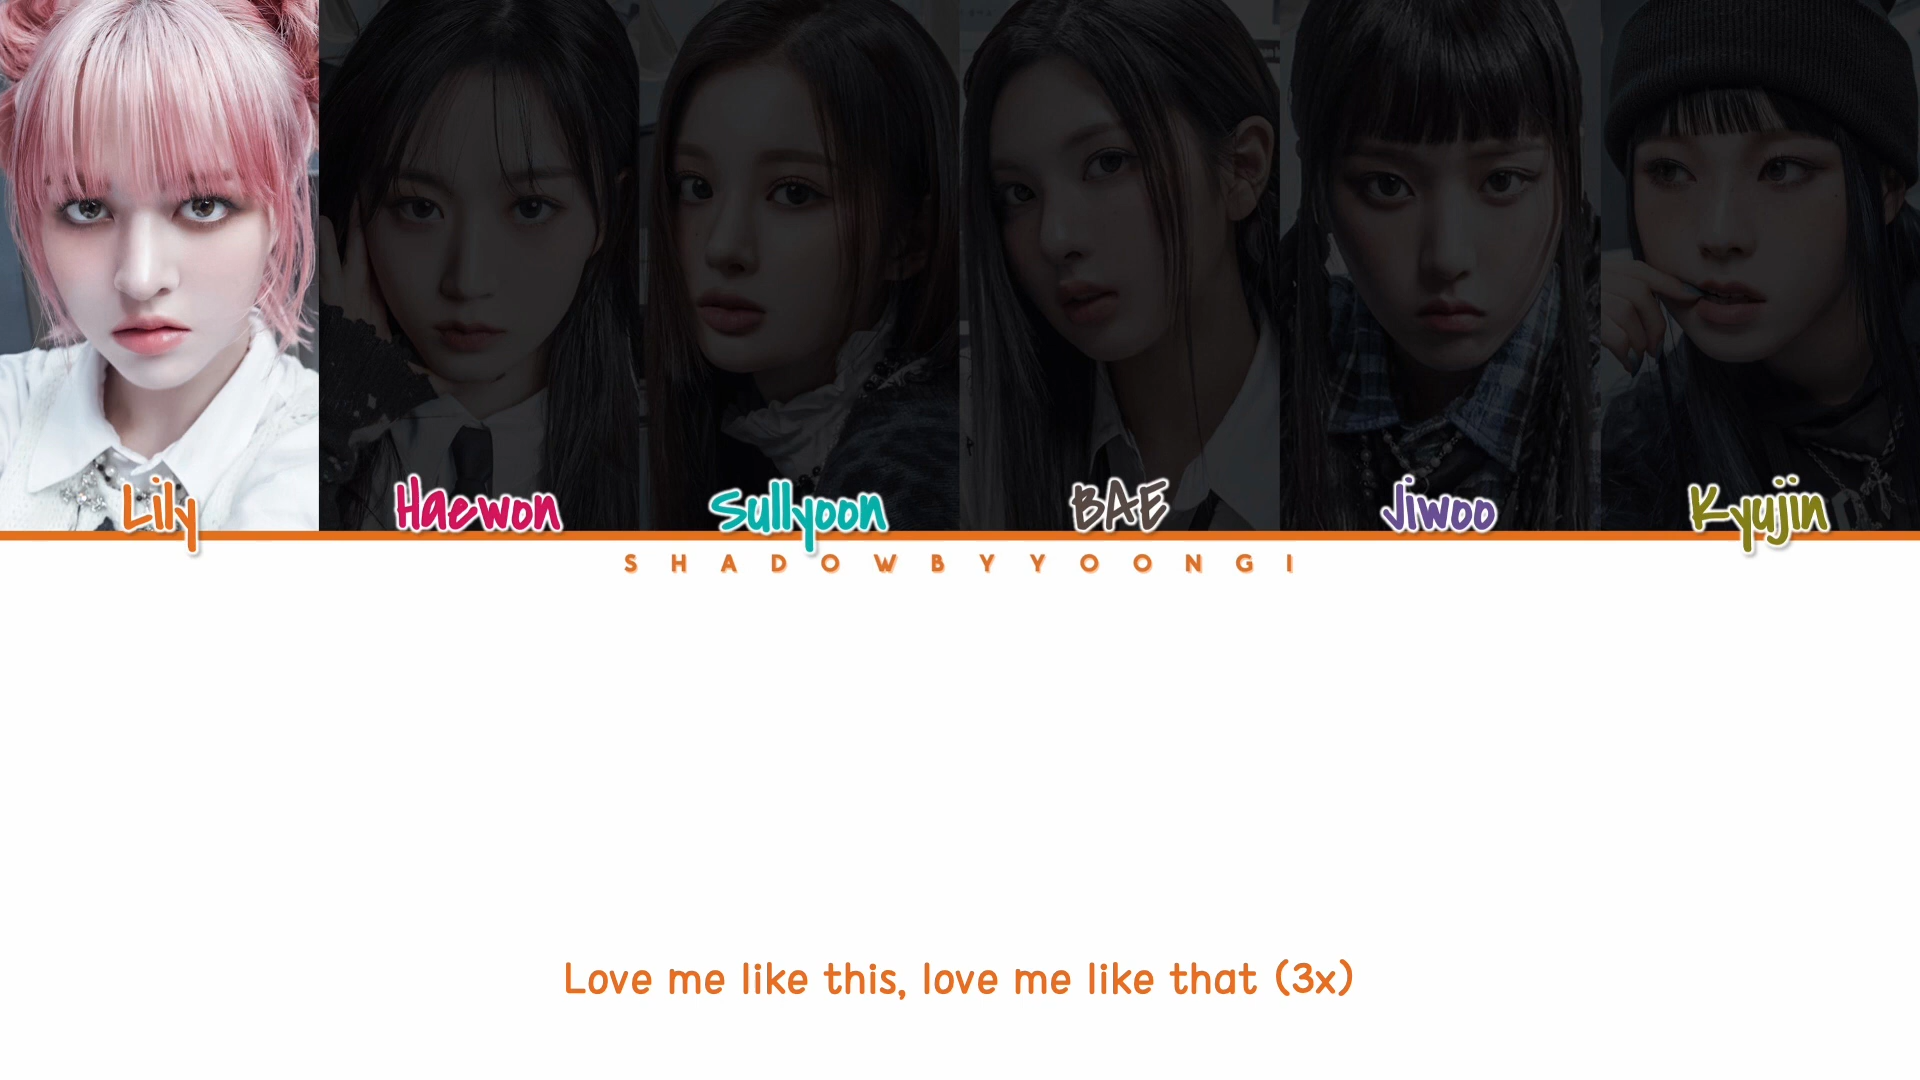 Lily Haewon Sullyoon BAE Jiwoo Kyujin
SHADOWBYYOONGI
Love me like this, love me like that (3x)